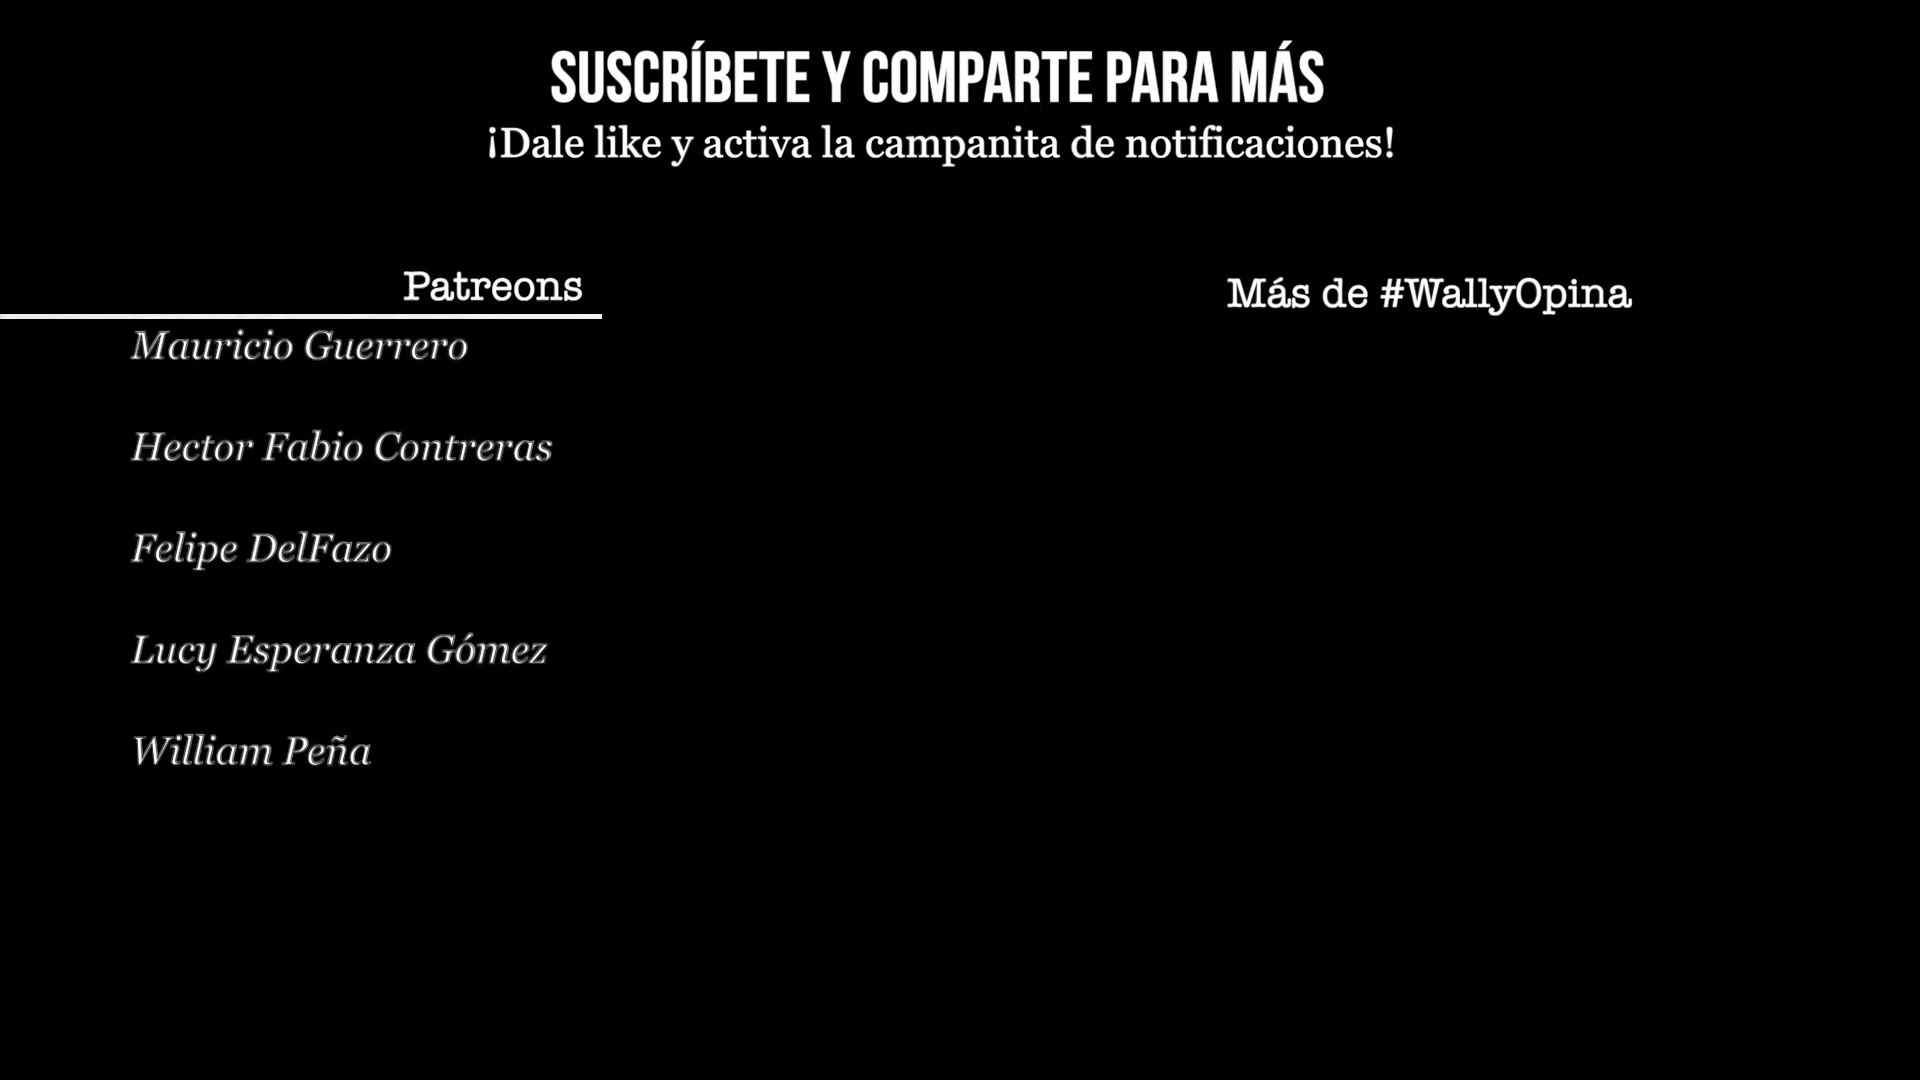 SUSCRÍBETE Y COMPARTE PARA MÁS
¡Dale like y activa la campanita de notificaciones!
Patreons
Mauricio Guerrero
Hector Fabio Contreras
Felipe DelFazo
Lucy Esperanza Gómez
William Peña
Más de #WallyOpina